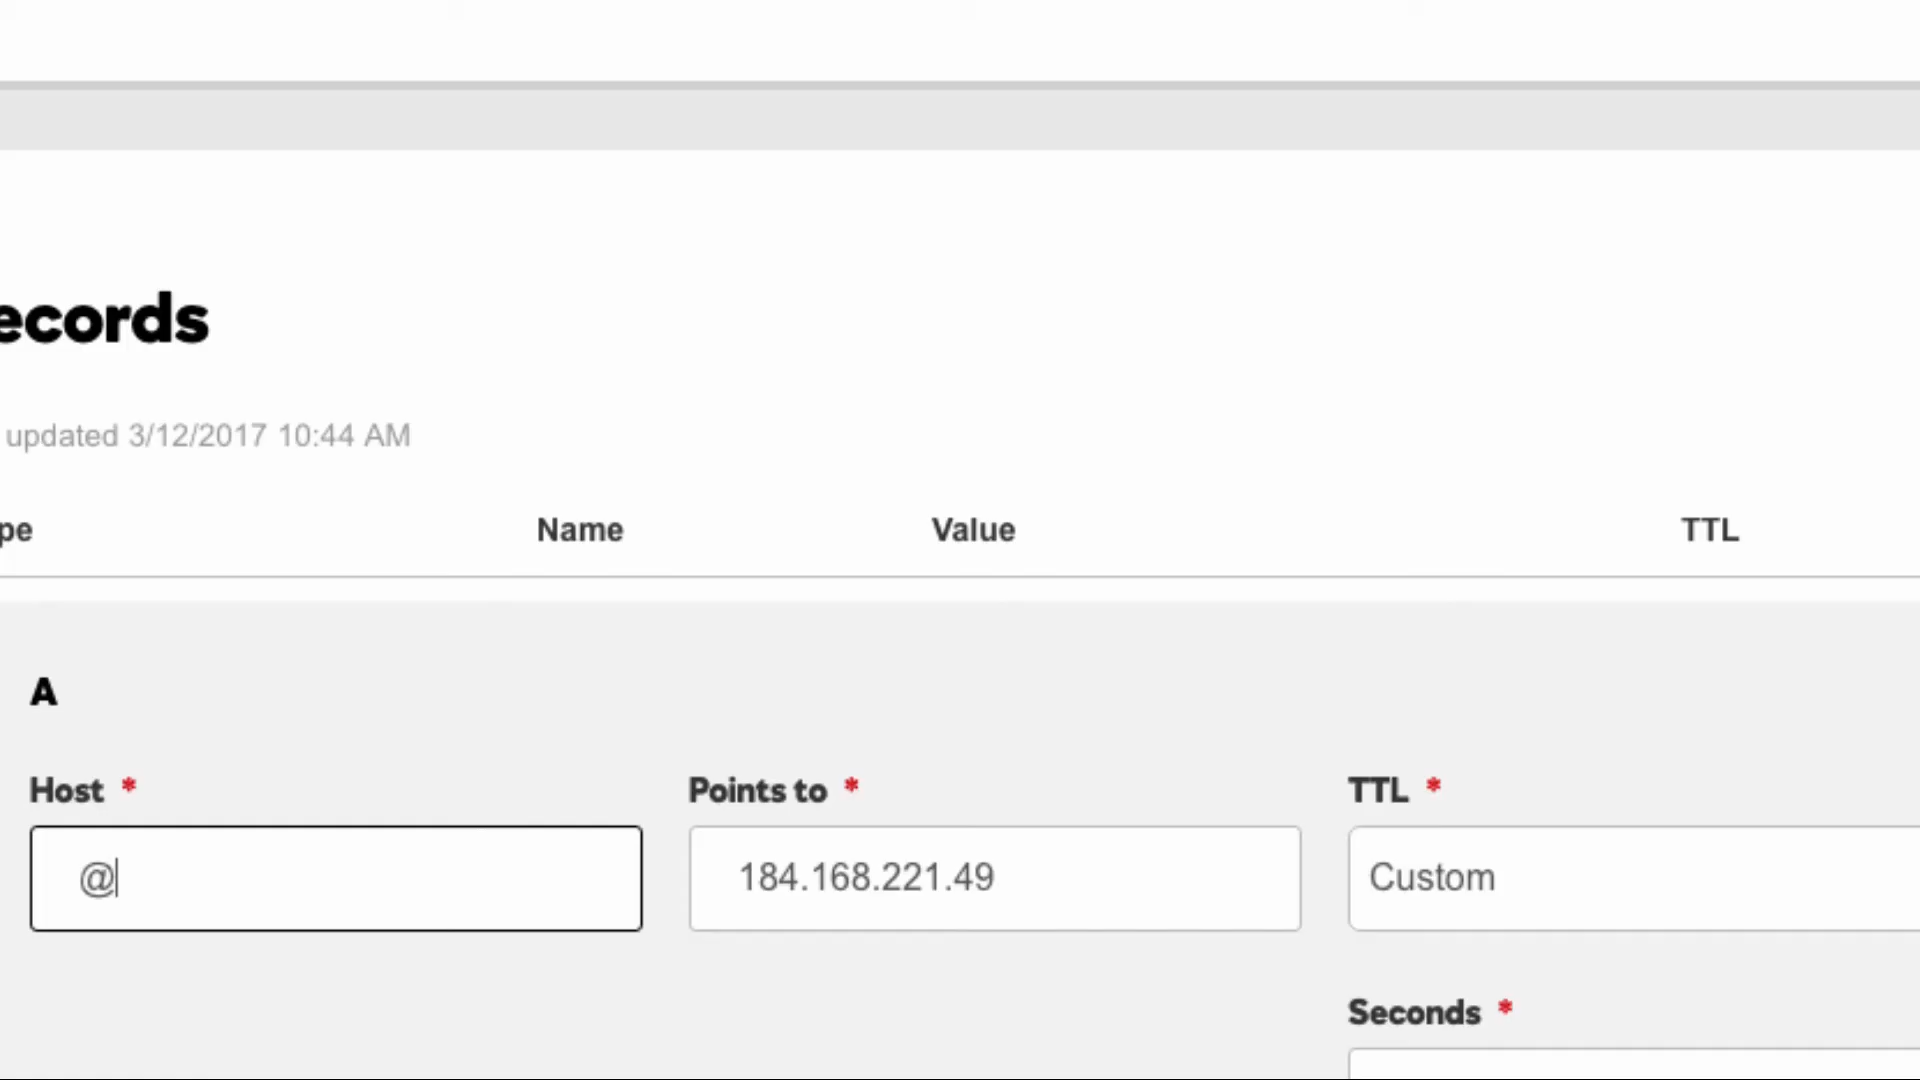 ecords
updated 3/12/2017 10:44 AM
pe Name Value TTL
A
Host * Points to * TTL *
@ 184.168.221.49 Custom
Seconds *